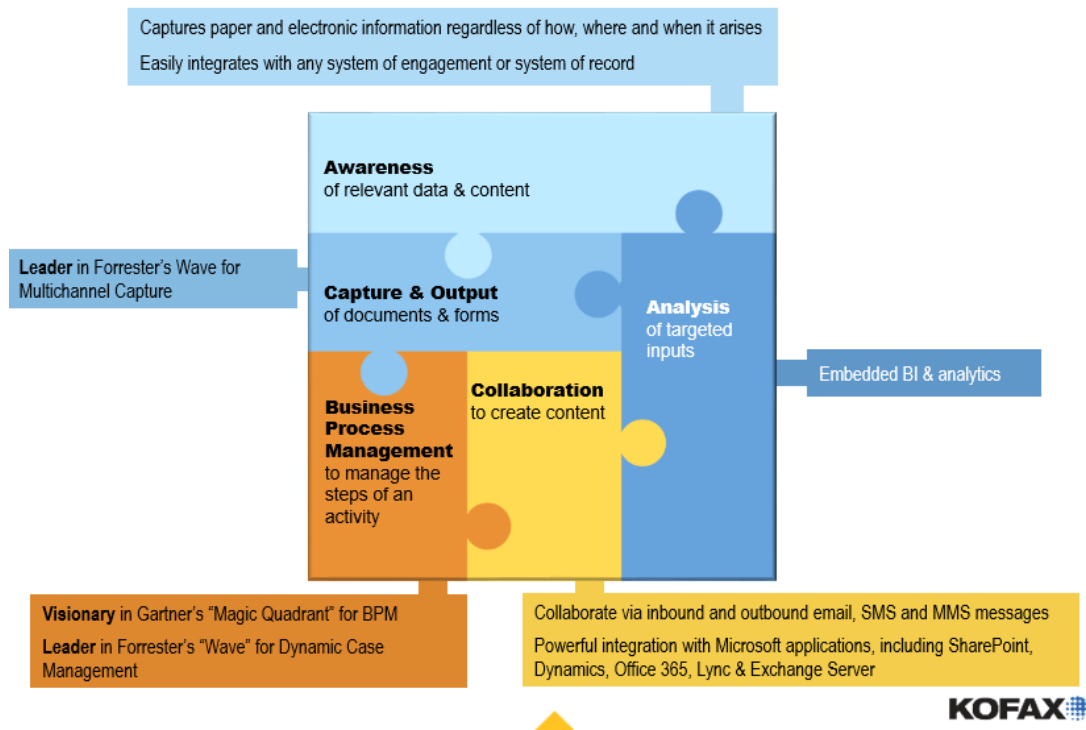 Captures paper and electronic information regardless of how, where and when it arises
Easily integrates with any system of engagement or system of record
Awareness
of relevant data & content
Leader in Forrester’s Wave for
Multichannel Capture
Capture & Output
of documents & forms
Analysis
of targeted
inputs
Embedded BI & analytics
Business
Process
Management
to manage the
steps of an
activity
Collaboration
to create content
Visionary in Gartner’s “Magic Quadrant” for BPM
Leader in Forrester’s “Wave” for Dynamic Case
Management
Collaborate via inbound and outbound email, SMS and MMS messages
Powerful integration with Microsoft applications, including SharePoint,
Dynamics, Office 365, Lync & Exchange Server
KOFAX